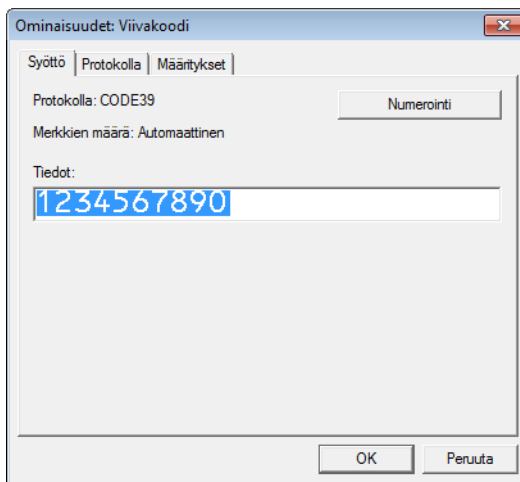 Ominaisuudet: Viivakoodi
Syöttö Protokolla Määritykset
Protokolla: CODE39 Numerointi
Merkkien määrä: Automaattinen
Tiedot:
1234567890
OK Peruuta